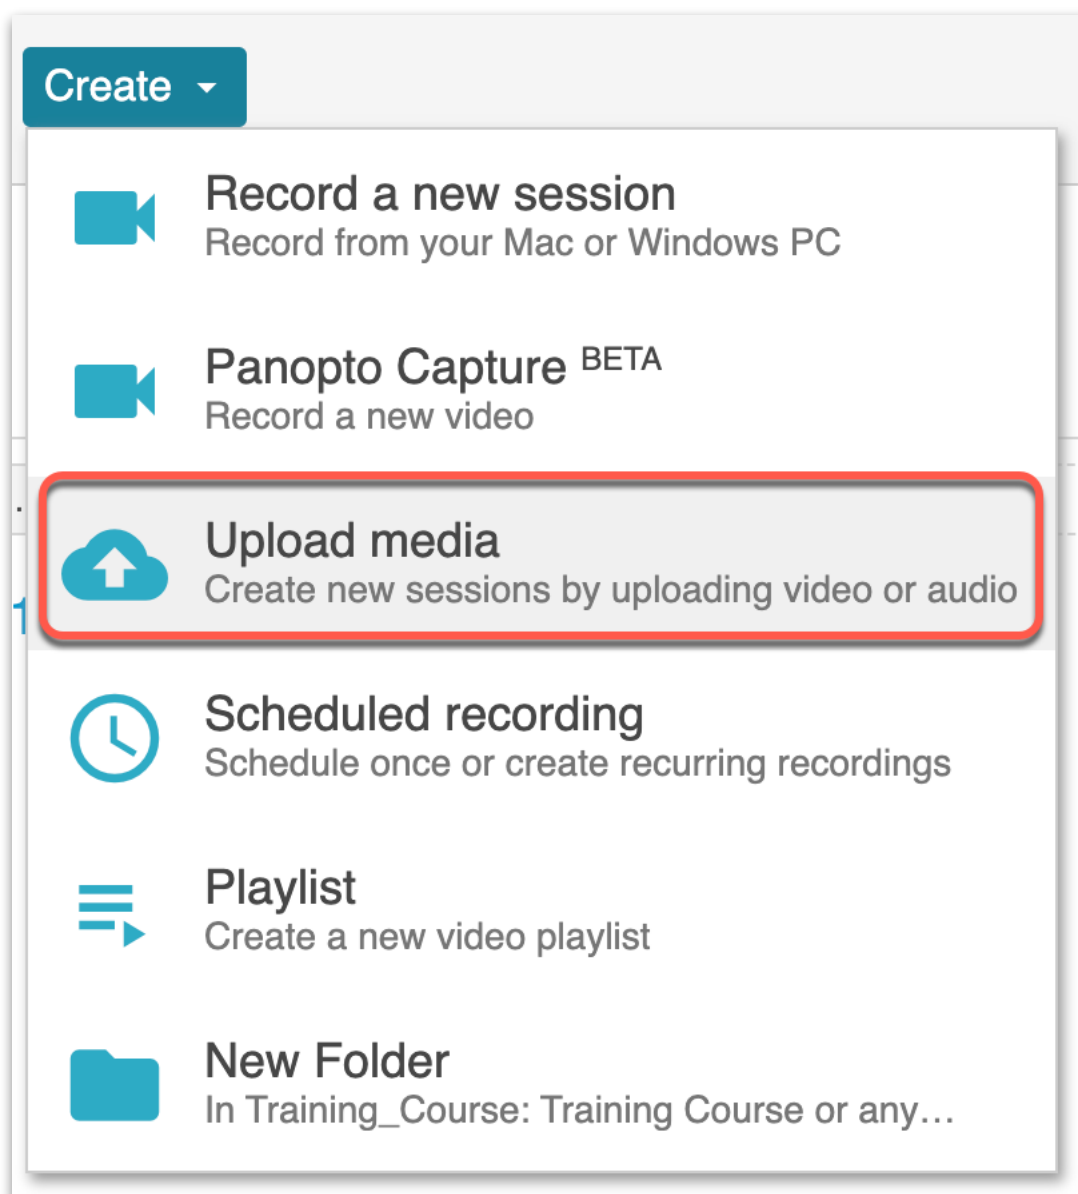 Create
Record a new session
Record from your Mac or Windows PC
Panopto Capture BETA
Record a new video
Upload media
Create new sessions by uploading video or audio
Scheduled recording
Schedule once or create recurring recordings
Playlist
Create a new video playlist
New Folder
In Training_Course: Training Course or any…